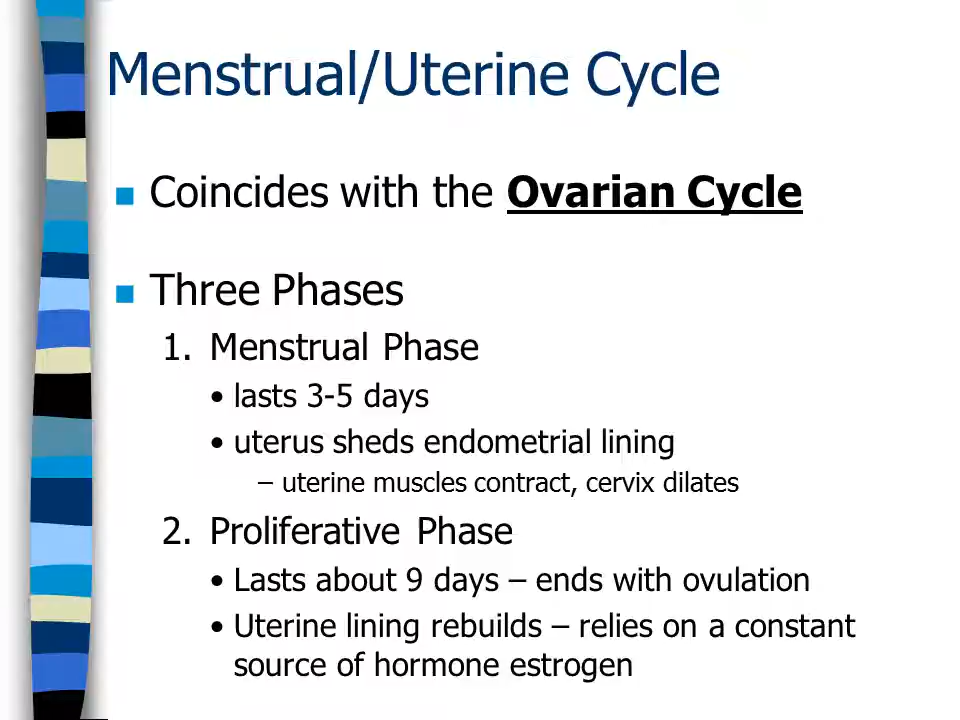 Menstrual/Uterine Cycle
■ Coincides with the Ovarian Cycle
■ Three Phases
1. Menstrual Phase
• lasts 3-5 days
• uterus sheds endometrial lining
– uterine muscles contract, cervix dilates
2. Proliferative Phase
• Lasts about 9 days – ends with ovulation
• Uterine lining rebuilds – relies on a constant
source of hormone estrogen